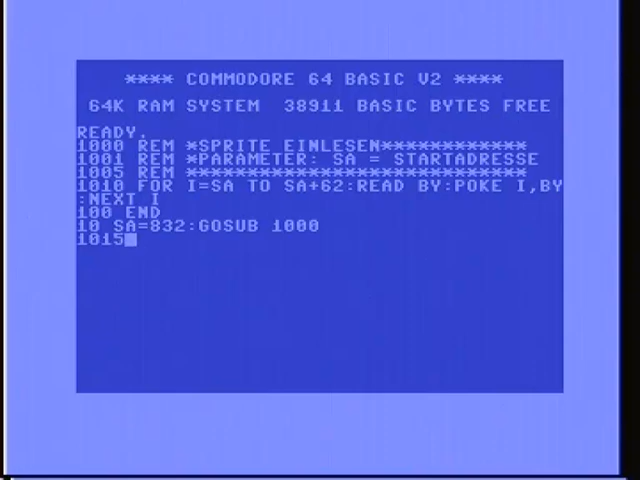 **** COMMODORE 64 BASIC V2 ****
64K RAM SYSTEM 38911 BASIC BYTES FREE
READY.
1000 REM *SPRITE EINLESEN************
1001 REM *PARAMETER: SA = STARTADRESSE
1005 REM *****************************
1010 FOR I=SA TO SA+62:READ BY:POKE I,BY
:NEXT I
100 END
10 SA=832:GOSUB 1000
1015